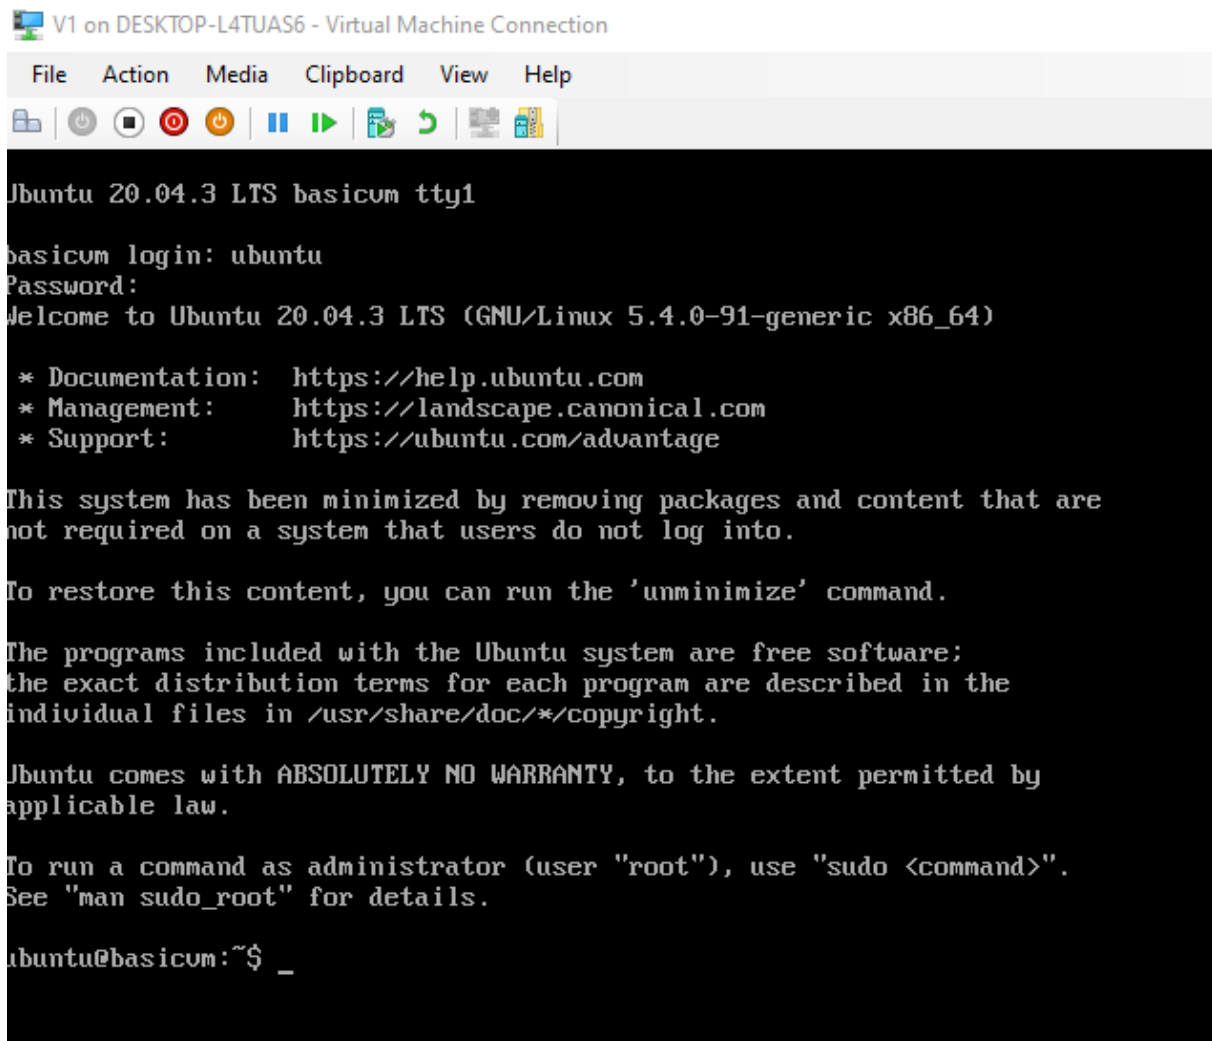 V1 on DESKTOP-L4TUAS6 - Virtual Machine Connection
File Action Media Clipboard View Help
Ubuntu 20.04.3 LTS basicvm tty1
basicvm login: ubuntu
Password:
Welcome to Ubuntu 20.04.3 LTS (GNU/Linux 5.4.0-91-generic x86_64)
* Documentation: https://help.ubuntu.com
* Management: https://landscape.canonical.com
* Support: https://ubuntu.com/advantage
This system has been minimized by removing packages and content that are
not required on a system that users do not log into.
To restore this content, you can run the 'unminimize' command.
The programs included with the Ubuntu system are free software;
the exact distribution terms for each program are described in the
individual files in /usr/share/doc/*/copyright.
Ubuntu comes with ABSOLUTELY NO WARRANTY, to the extent permitted by
applicable law.
To run a command as administrator (user "root"), use "sudo <command>".
See "man sudo_root" for details.
ubuntu@basicvm:~$ _